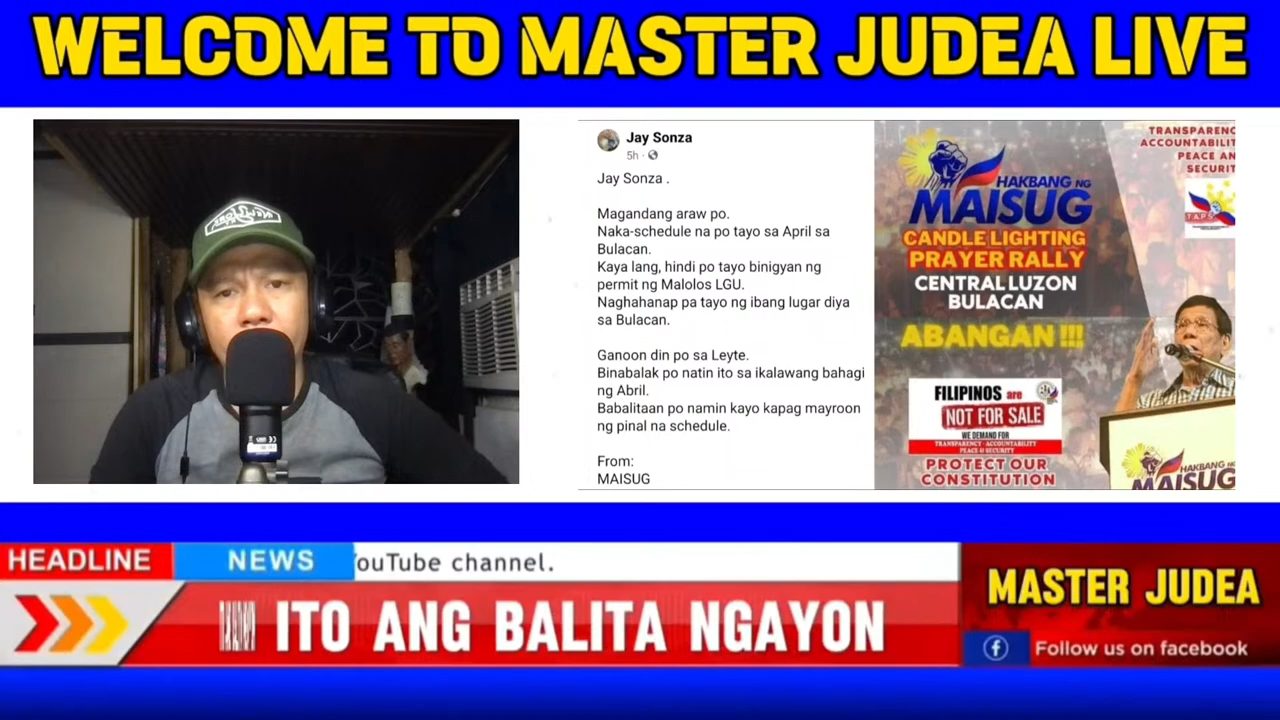 WELCOME TO MASTER JUDEA LIVE
Jay Sonza
5h
Jay Sonza .
Magandang araw po.
Naka-schedule na po tayo sa April sa
Bulacan.
Kaya lang, hindi po tayo binigyan ng
permit ng Malolos LGU.
Naghahanap pa tayo ng ibang lugar diya
sa Bulacan.
Ganoon din po sa Leyte.
Binabalak po natin ito sa ikalawang bahagi
ng Abril.
Babalitaan po namin kayo kapag mayroon
ng pinal na schedule.
From:
MAISUG
TRANSPARENC
ACCOUNTABILIT
PEACE AN
SECURIT
T.A.P.S
HAKBANG NG
MAISUG
CANDLE LIGHTING
PRAYER RALLY
CENTRAL LUZON
BULACAN
ABANGAN !!!
FILIPINOS are
NOT FOR SALE
WE DEMAND FOR
TRANSPARENCY - ACCOUNTABILITY
PEACE & SECURITY
PROTECT OUR
CONSTITUTION
HAKBANG NG
MAISUG
HEADLINE NEWS YouTube channel.
ITO ANG BALITA NGAYON
MASTER JUDEA
Follow us on facebook